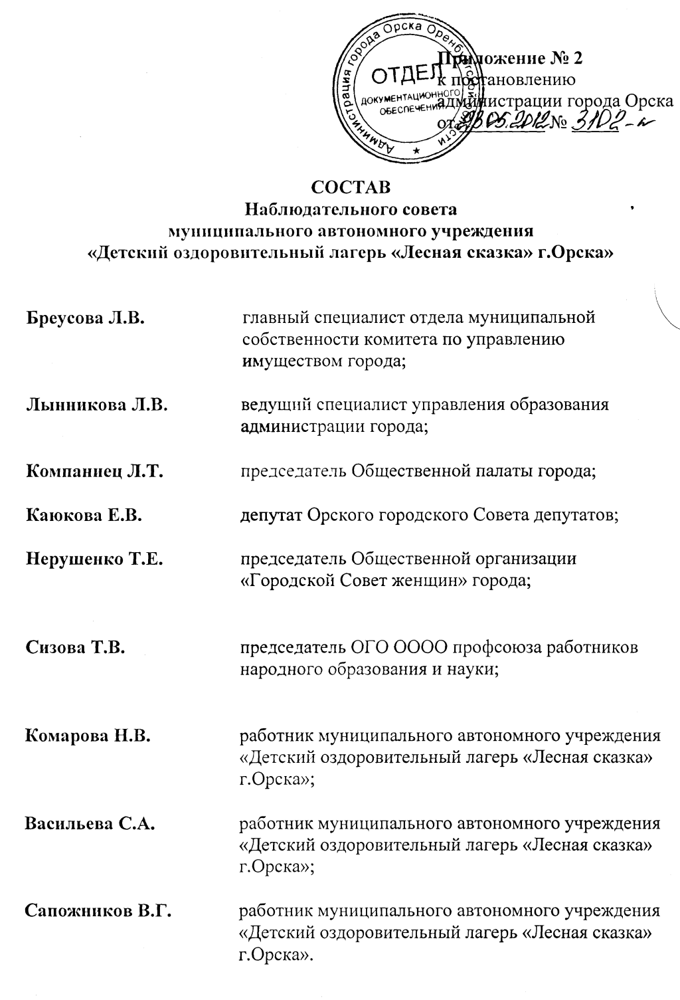 Администрация города Орска Оренбургской области
ОТДЕЛ
ДОКУМЕНТАЦИОННОГО
ОБЕСПЕЧЕНИЯ
Приложение № 2
к постановлению
администрации города Орска
от 23.05.2012 № 3102-п
СОСТАВ
Наблюдательного совета
муниципального автономного учреждения
«Детский оздоровительный лагерь «Лесная сказка» г.Орска»
Бреусова Л.В. главный специалист отдела муниципальной
собственности комитета по управлению
имуществом города;
Лынникова Л.В. ведущий специалист управления образования
администрации города;
Компаниец Л.Т. председатель Общественной палаты города;
Каюкова Е.В. депутат Орского городского Совета депутатов;
Нерушенко Т.Е. председатель Общественной организации
«Городской Совет женщин» города;
Сизова Т.В. председатель ОГО ОООО профсоюза работников
народного образования и науки;
Комарова Н.В. работник муниципального автономного учреждения
«Детский оздоровительный лагерь «Лесная сказка»
г.Орска»;
Васильева С.А. работник муниципального автономного учреждения
«Детский оздоровительный лагерь «Лесная сказка»
г.Орска»;
Сапожников В.Г. работник муниципального автономного учреждения
«Детский оздоровительный лагерь «Лесная сказка»
г.Орска».